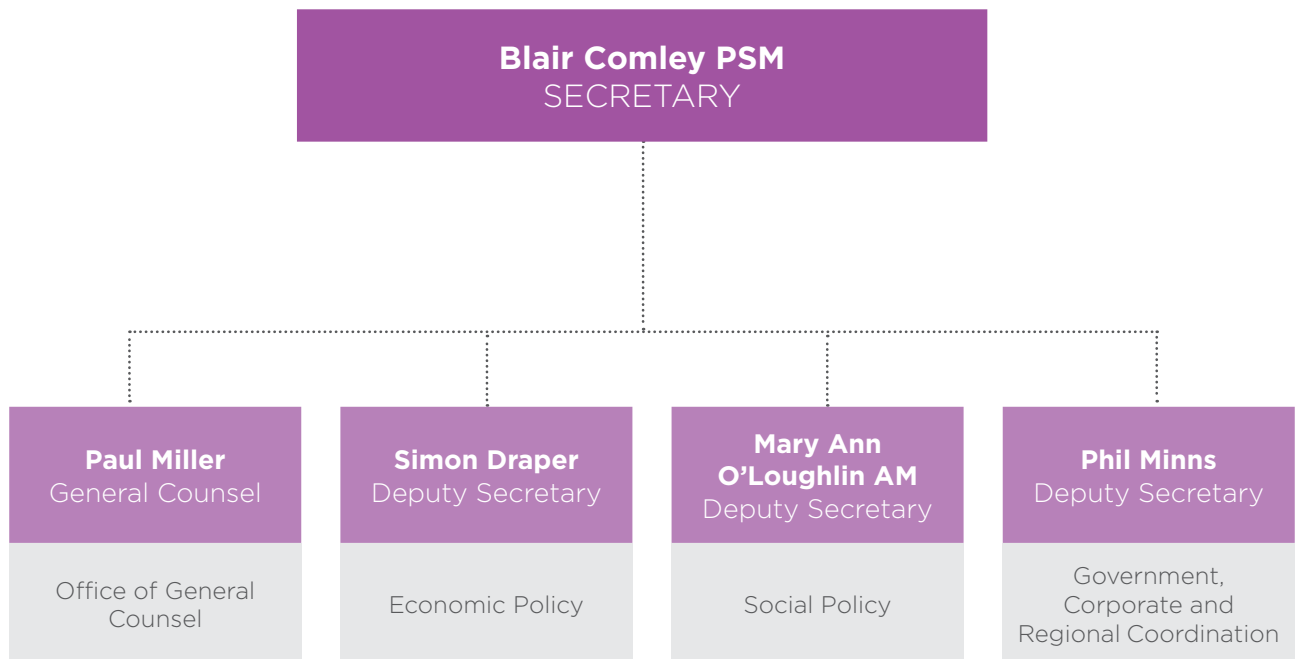 Blair Comley PSM
SECRETARY
Paul Miller
General Counsel
Office of General
Counsel
Simon Draper
Deputy Secretary
Economic Policy
Mary Ann
O’Loughlin AM
Deputy Secretary
Social Policy
Phil Minns
Deputy Secretary
Government,
Corporate and
Regional Coordination